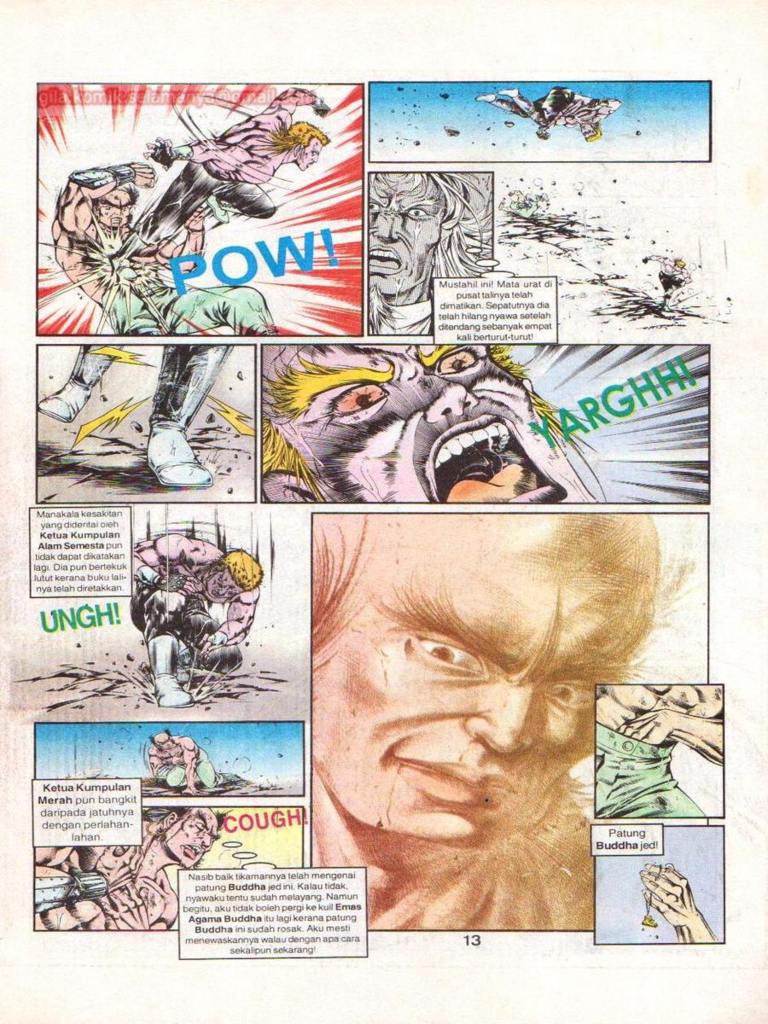 gila.komik.selamanya@gmail.
POW!
Mustahil ini! Mata urat di
pusat talinya telah
dimatikan. Sepatutnya dia
telah hilang nyawa setelah
ditendang sebanyak empat
kali berturut-turut!
YARGHH!
Manakala kesakitan
yang dideritai oleh
Ketua Kumpulan
Alam Semesta pun
tidak dapat dikatakan
lagi. Dia pun bertekuk
lutut kerana buku lali-
nya telah diretakkan.
UNGH!
Ketua Kumpulan
Merah pun bangkit
daripada jatuhnya
dengan perlahan-
lahan.
COUGH!
Patung
Buddha jed!
Nasib baik tikamannya telah mengenai
patung Buddha jed ini. Kalau tidak,
nyawaku tentu sudah melayang. Namun
begitu, aku tidak boleh pergi ke kuil Emas
Agama Buddha itu lagi kerana patung
Buddha ini sudah rosak. Aku mesti
menewaskannya walau dengan apa cara
sekalipun sekarang!
13